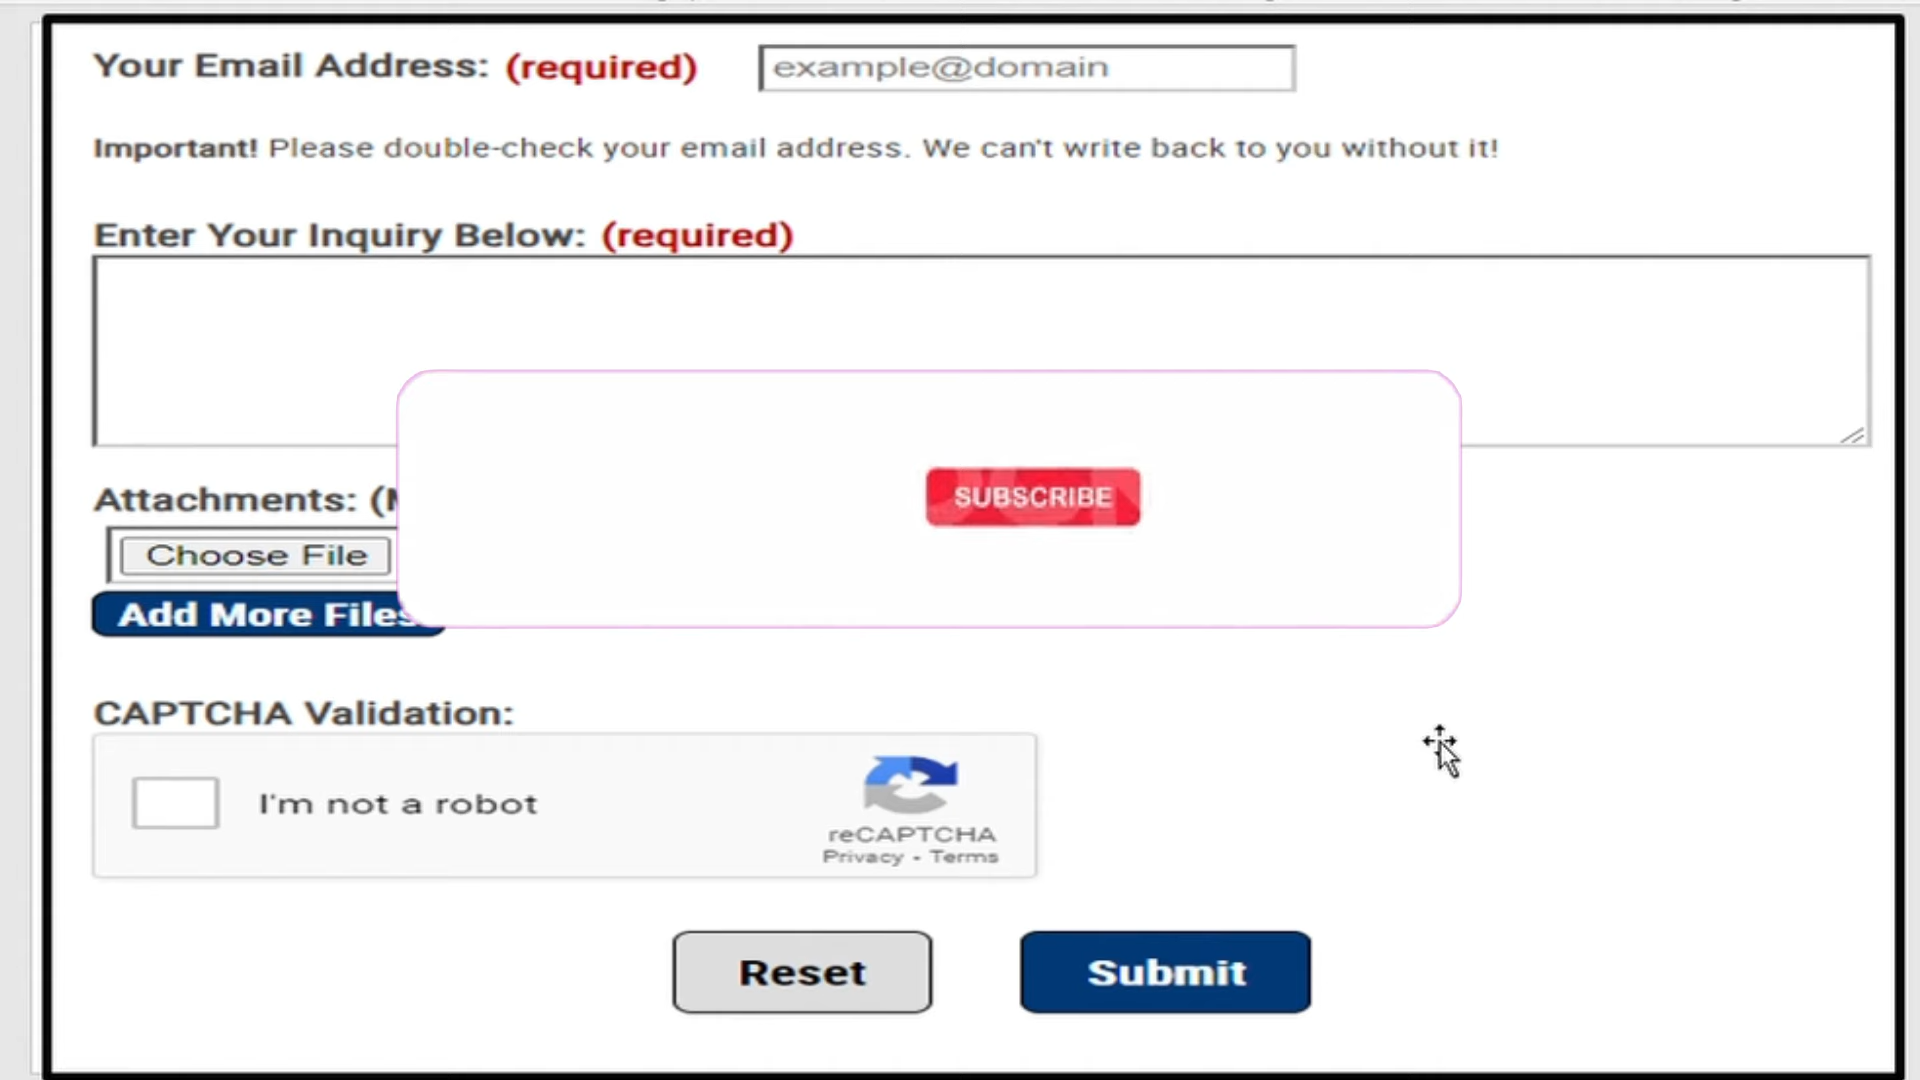 Your Email Address: (required) example@domain
Important! Please double-check your email address. We can't write back to you without it!
Enter Your Inquiry Below: (required)
SUBSCRIBE
Attachments: (
Choose File
Add More Files
CAPTCHA Validation:
I'm not a robot
reCAPTCHA
Privacy - Terms
Reset Submit